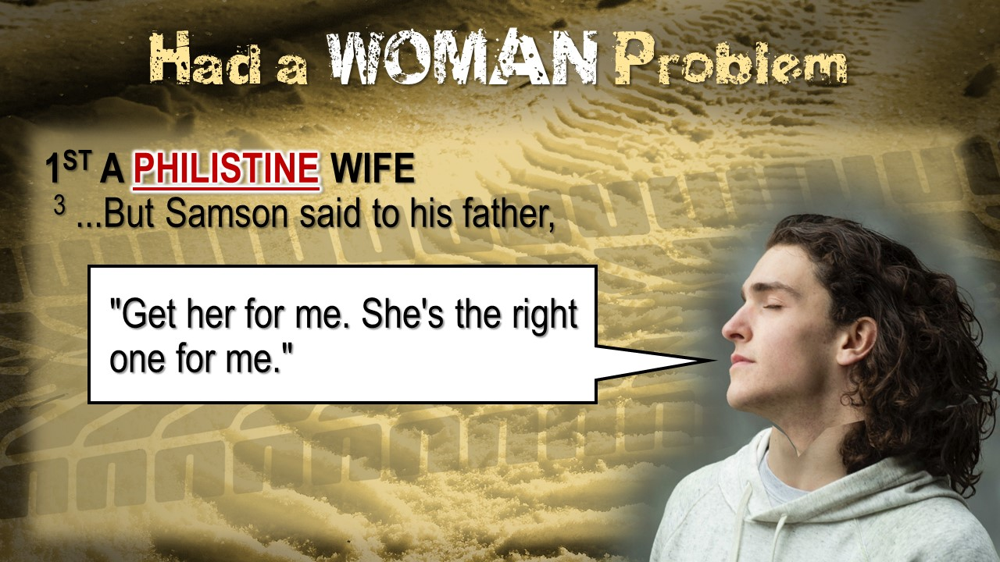 Had a WOMAN Problem
1ST A PHILISTINE WIFE
3 ...But Samson said to his father,
"Get her for me. She's the right
one for me."